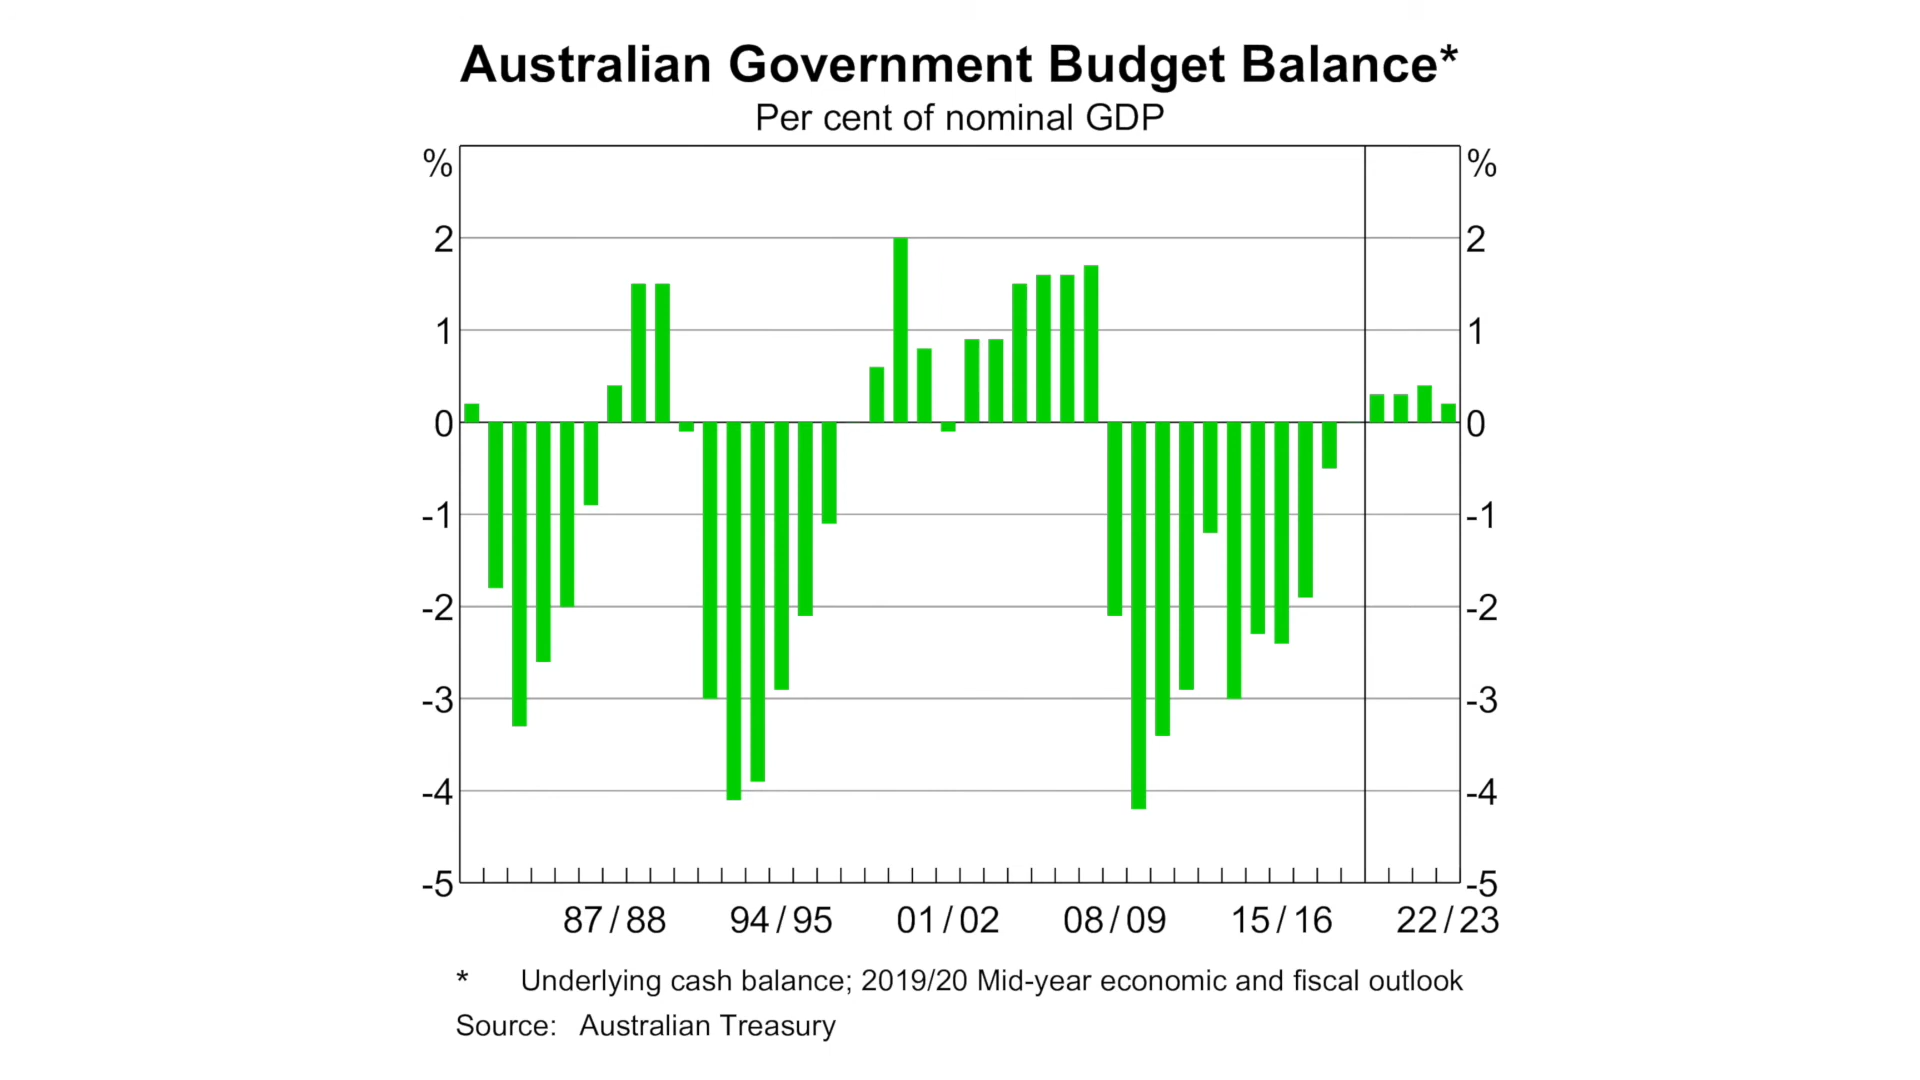 Australian Government Budget Balance*
Per cent of nominal GDP
% %
2 2
1 1
0 0
-1 -1
-2 -2
-3 -3
-4 -4
-5 -5
87/88 94/95 01/02 08/09 15/16 22/23
* Underlying cash balance; 2019/20 Mid-year economic and fiscal outlook
Source: Australian Treasury